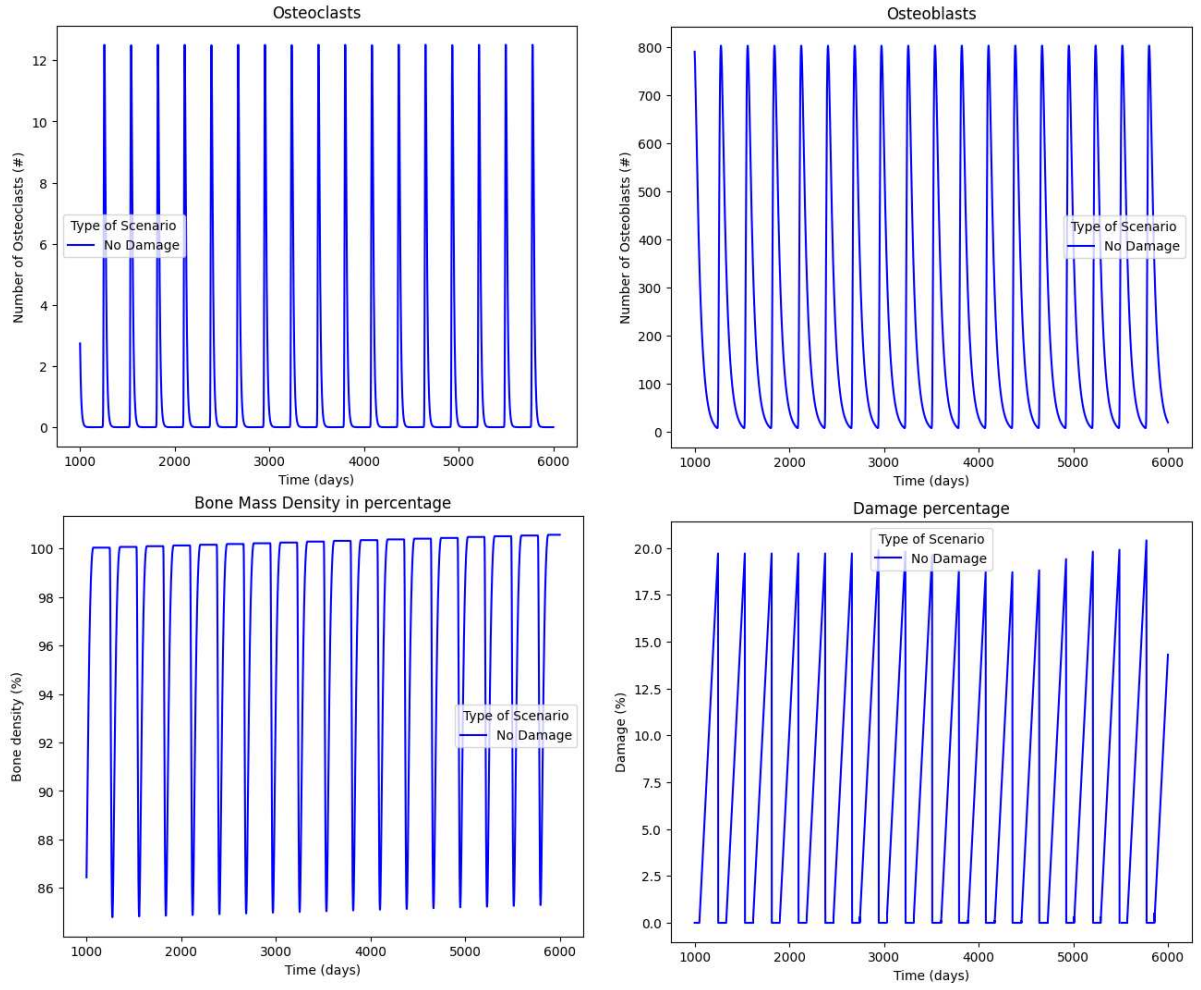 Osteoclasts
Number of Osteoclasts (#)
12
10
8
6
4
2
0
Type of Scenario
No Damage
1000 2000 3000 4000 5000 6000
Time (days)
Osteoblasts
Number of Osteoblasts (#)
800
700
600
500
400
300
200
100
0
Type of Scenario
No Damage
1000 2000 3000 4000 5000 6000
Time (days)
Bone Mass Density in percentage
Bone density (%)
100
98
96
94
92
90
88
86
Type of Scenario
No Damage
1000 2000 3000 4000 5000 6000
Time (days)
Damage percentage
Damage (%)
20.0
17.5
15.0
12.5
10.0
7.5
5.0
2.5
0.0
Type of Scenario
No Damage
1000 2000 3000 4000 5000 6000
Time (days)